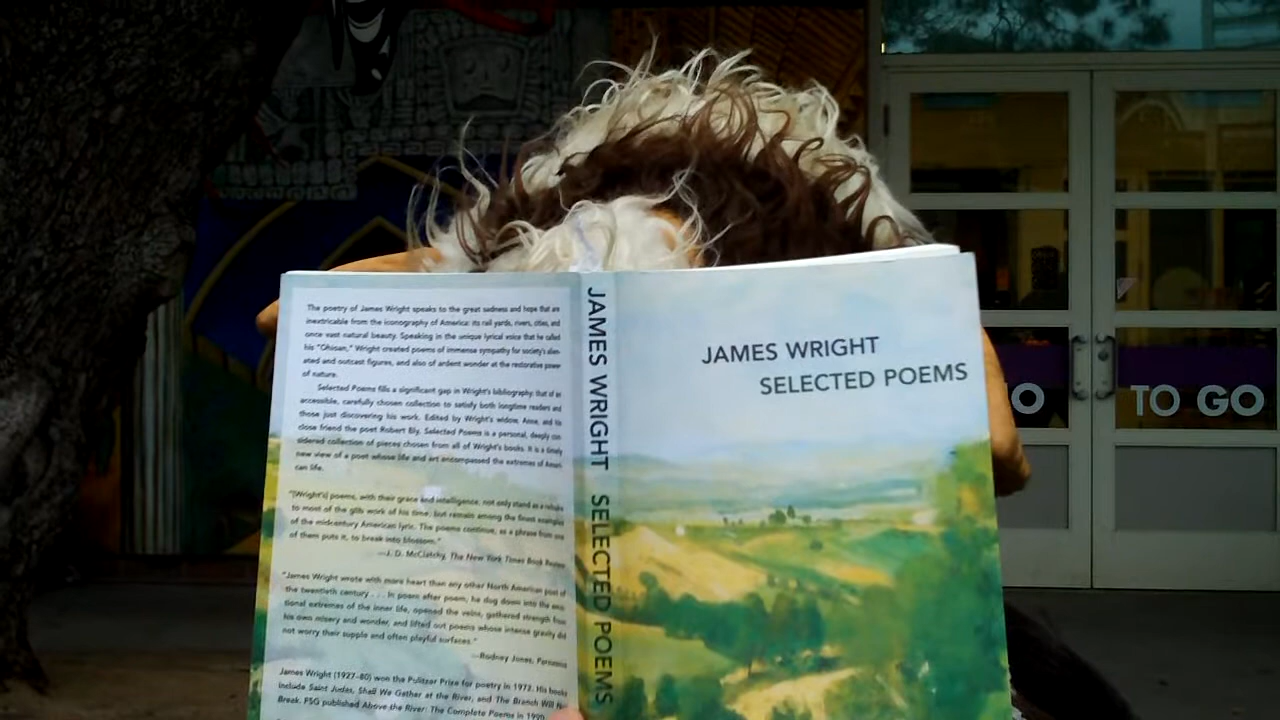 The poetry of James Wright speaks to the great sadness and hope that are
inextricable from the iconography of America: its rail yards, rivers, cities, and
once vast natural beauty. Speaking in the unique lyrical voice that he called
his "Ohioan," Wright created poems of immense sympathy for society's alien-
ated and outcast figures, and also of ardent wonder at the restorative power
of nature.
Selected Poems fills a significant gap in Wright's bibliography: that of an
accessible, carefully chosen collection to satisfy both longtime readers and
those just discovering his work. Edited by Wright's widow, Anne, and his
close friend the poet Robert Bly, Selected Poems is a personal, deeply con-
sidered collection of pieces chosen from all of Wright's books. It is a timely
new view of a poet whose life and art encompassed the extremes of Ameri-
can life.
"[Wright's] poems, with their grace and intelligence, not only stand as a rebuke
to most of the glib work of his time, but remain among the finest examples
of the midcentury American lyric. The poems continue, as a phrase from one
of them puts it, to break into blossom."
—J. D. McClatchy, The New York Times Book Review
"James Wright wrote with more heart than any other North American poet of
the twentieth century . . . In poem after poem, he dug down into the emo-
tional extremes of the inner life, opened the veins, gathered strength from
his own misery and wonder, and lifted out poems whose intense gravity did
not worry their supple and often playful surfaces."
—Rodney Jones, Parnassus
James Wright (1927–80) won the Pulitzer Prize for poetry in 1972. His books
include Saint Judas, Shall We Gather at the River, and The Branch Will Not
Break. FSG published Above the River: The Complete Poems in 1990.
JAMES WRIGHT SELECTED POEMS
JAMES WRIGHT
SELECTED POEMS
O
TO GO